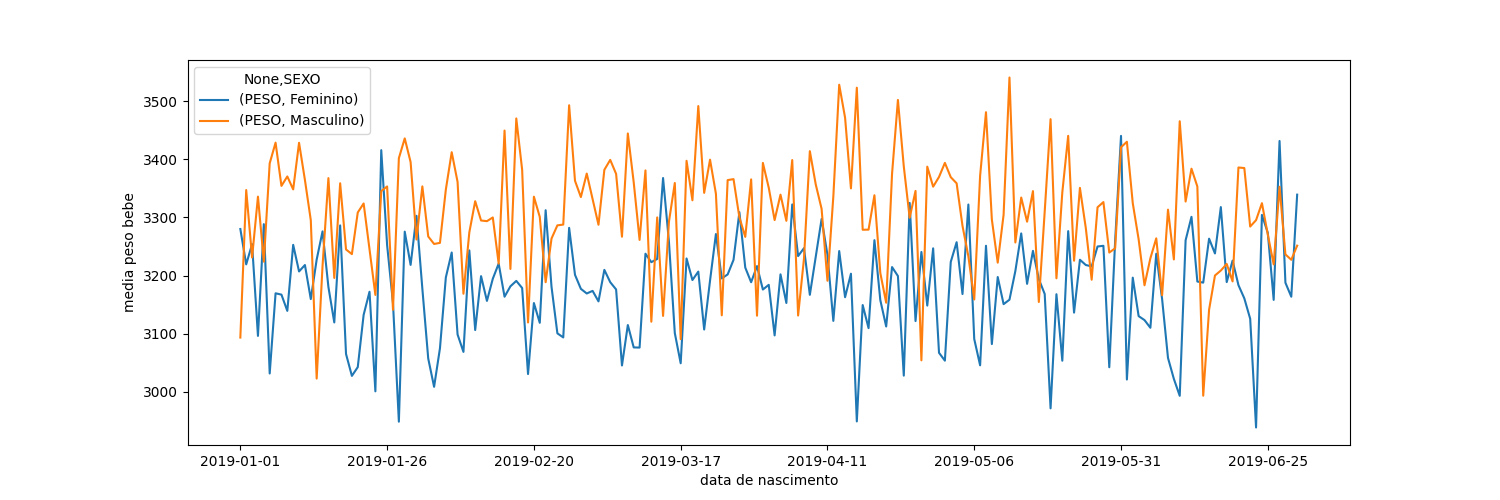 None,SEXO
(PESO, Feminino)
(PESO, Masculino)
media peso bebe
3500
3400
3300
3200
3100
3000
2019-01-01 2019-01-26 2019-02-20 2019-03-17 2019-04-11 2019-05-06 2019-05-31 2019-06-25
data de nascimento